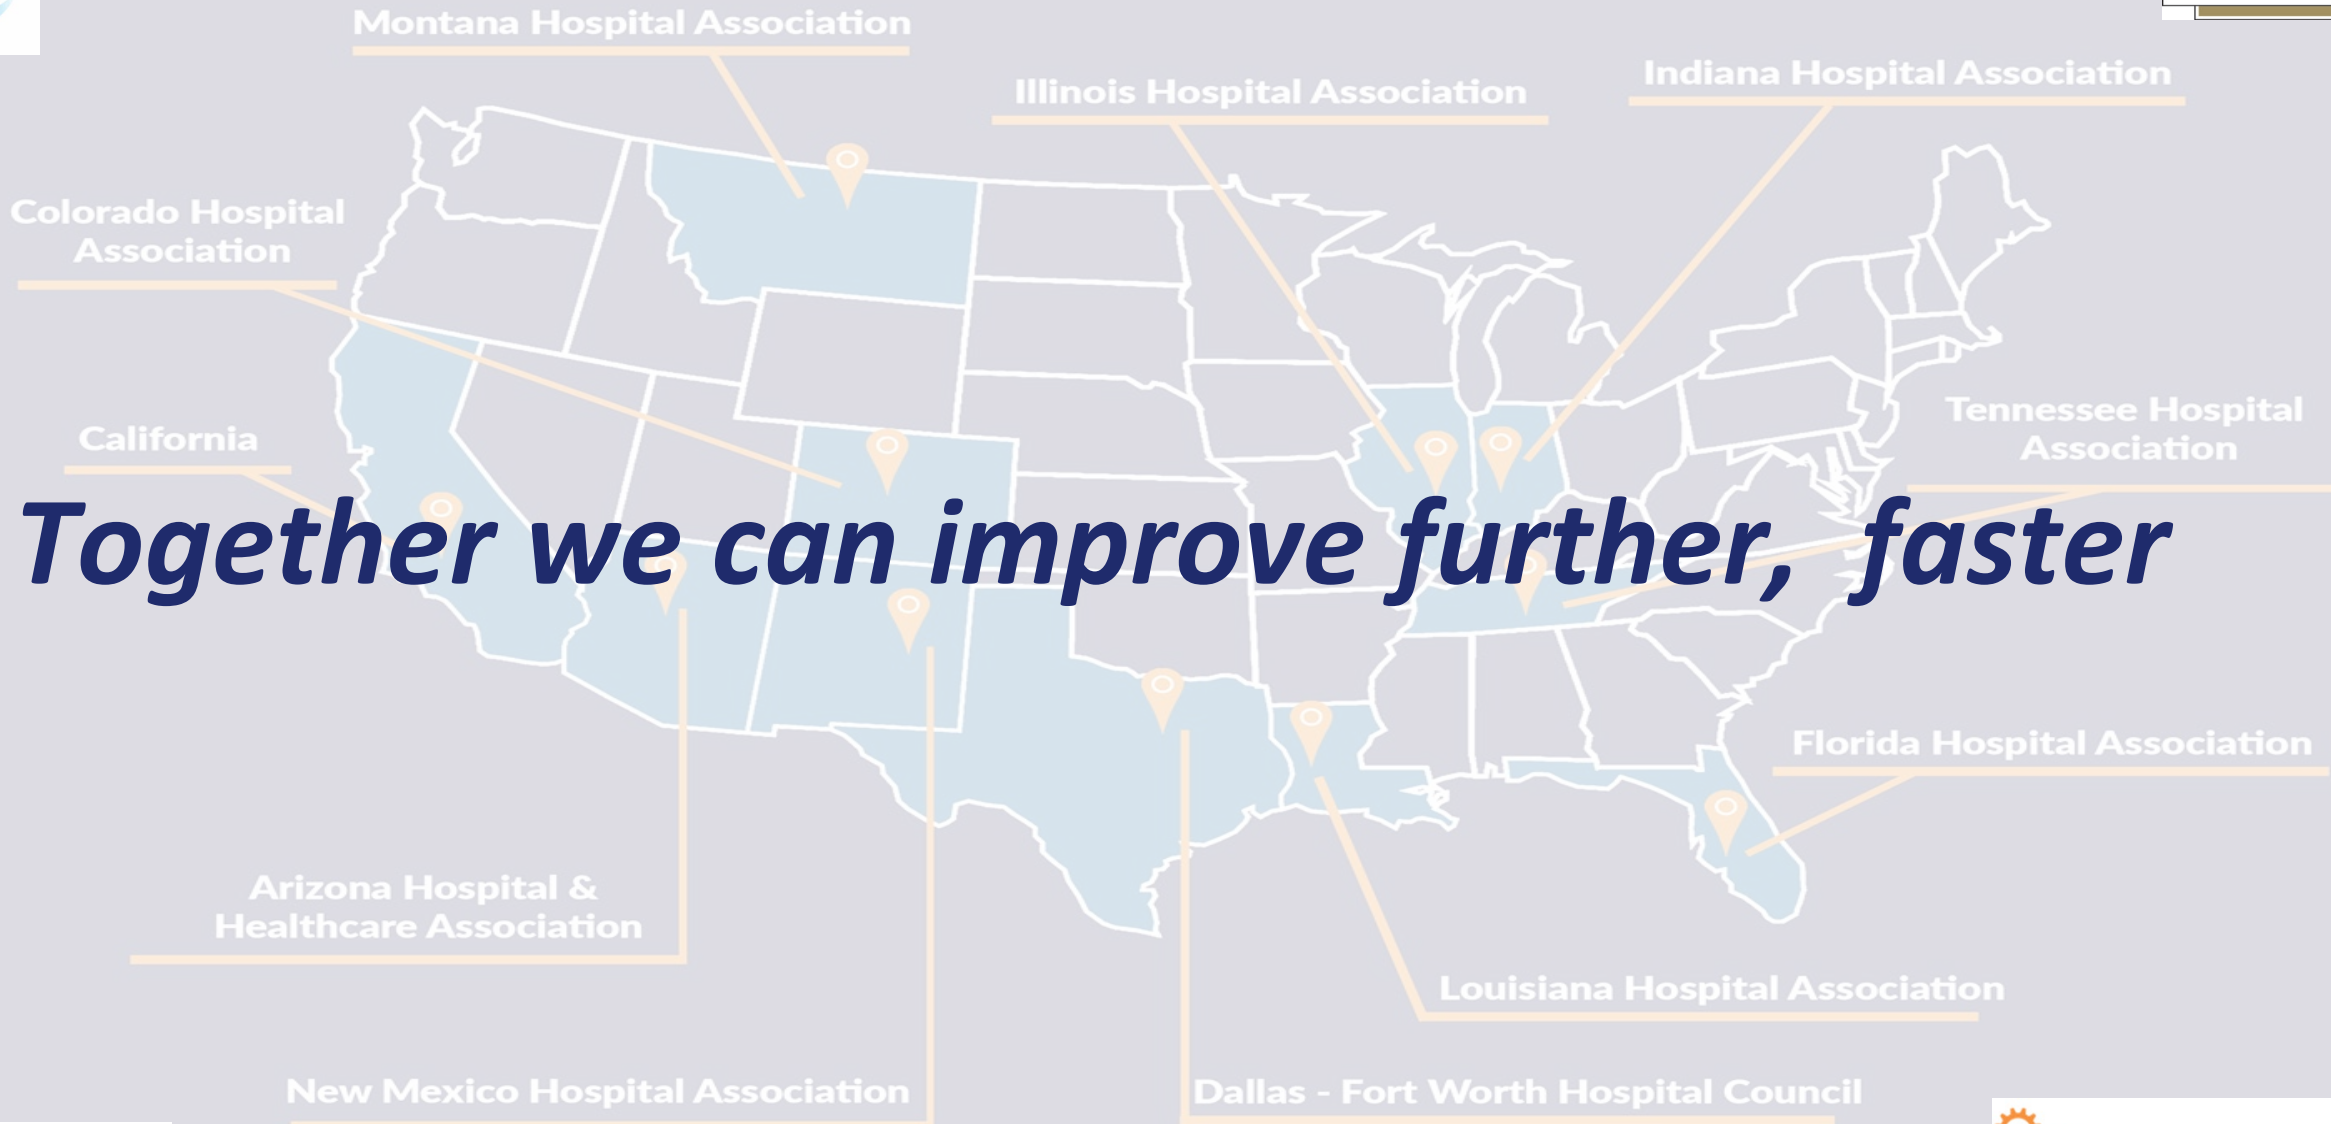 Montana Hospital Association
Illinois Hospital Association
Indiana Hospital Association
Colorado Hospital
Association
California
Tennessee Hospital
Association
Together we can improve further, faster
Florida Hospital Association
Arizona Hospital &
Healthcare Association
Louisiana Hospital Association
New Mexico Hospital Association
Dallas - Fort Worth Hospital Council